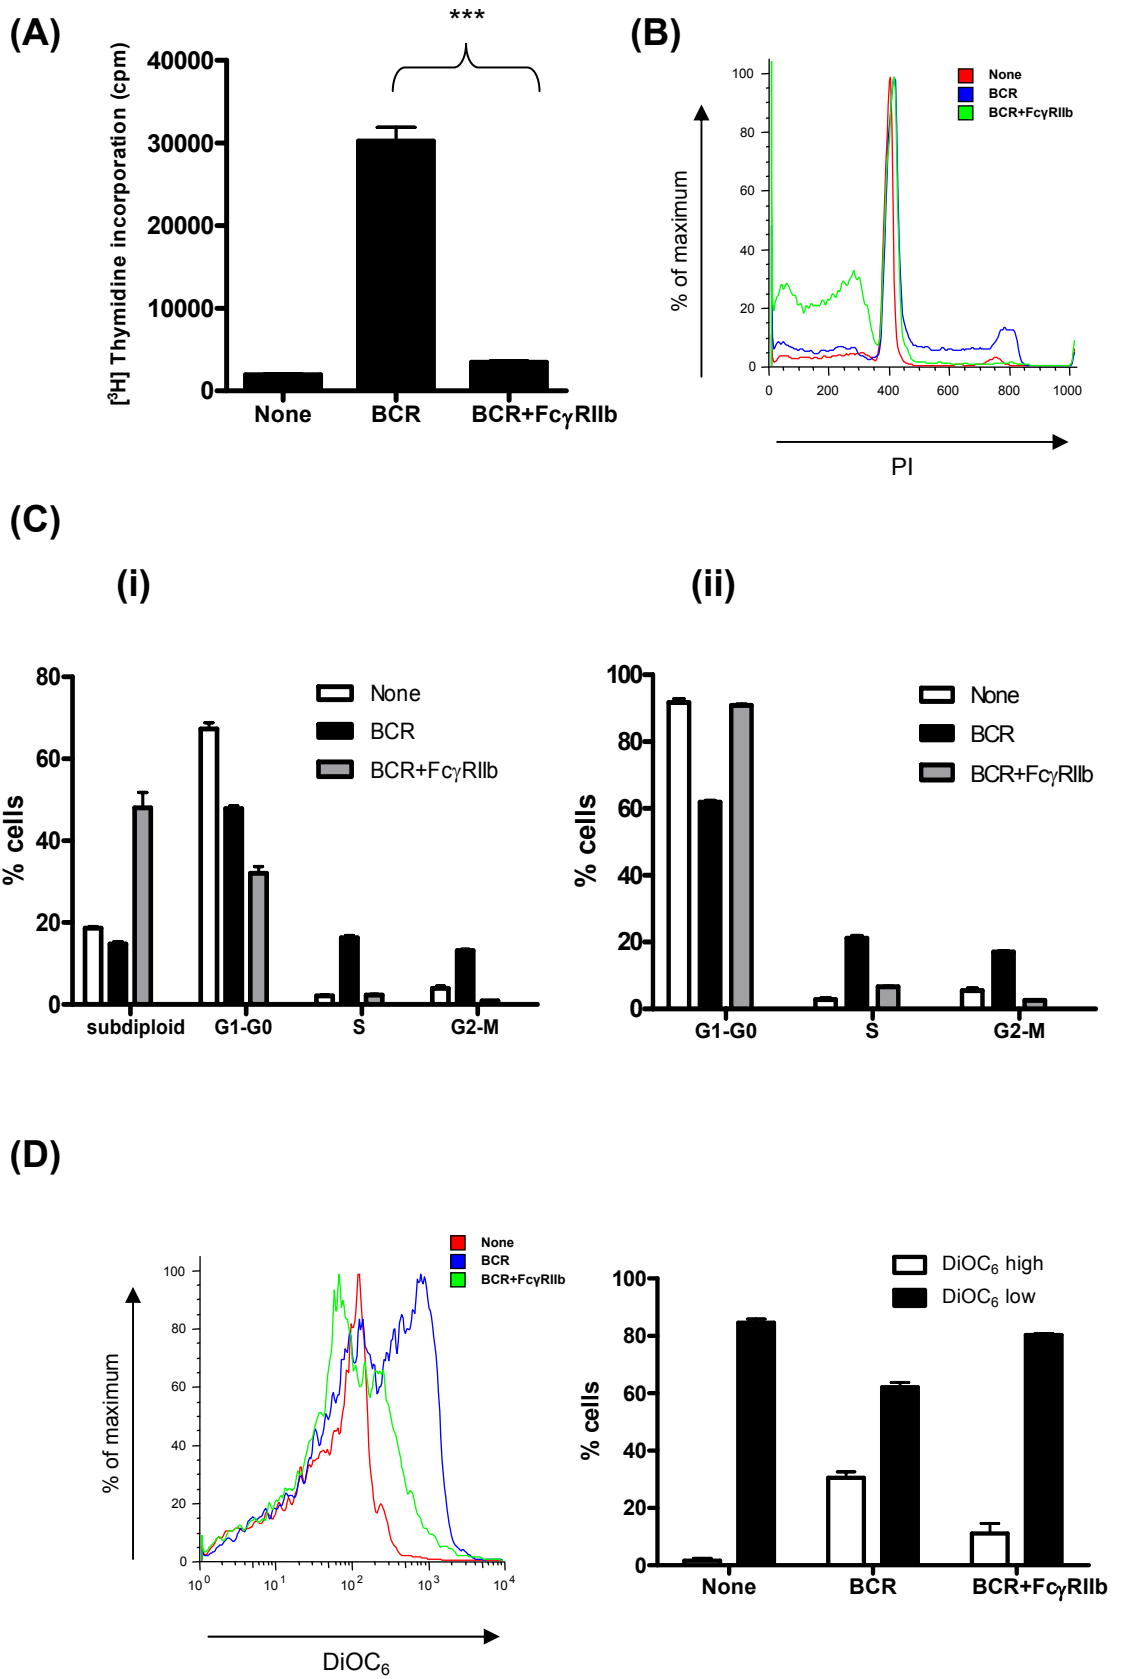 (A)
***
[³H] Thymidine incorporation (cpm)
40000
30000
20000
10000
0
None
BCR
BCR+FcγRIIb
(B)
None
BCR
BCR+FcγRIIb
% of maximum
100
80
60
40
20
0
0 200 400 600 800 1000
PI
(C)
(i)
% cells
80
60
40
20
0
None
BCR
BCR+FcγRIIb
subdiploid G1-G0 S G2-M
(ii)
% cells
100
80
60
40
20
0
None
BCR
BCR+FcγRIIb
G1-G0 S G2-M
(D)
None
BCR
BCR+FcγRIIb
% of maximum
100
80
60
40
20
0
10⁰ 10¹ 10² 10³ 10⁴
DiOC₆
DiOC₆ high
DiOC₆ low
% cells
100
80
60
40
20
0
None BCR BCR+FcγRIIb